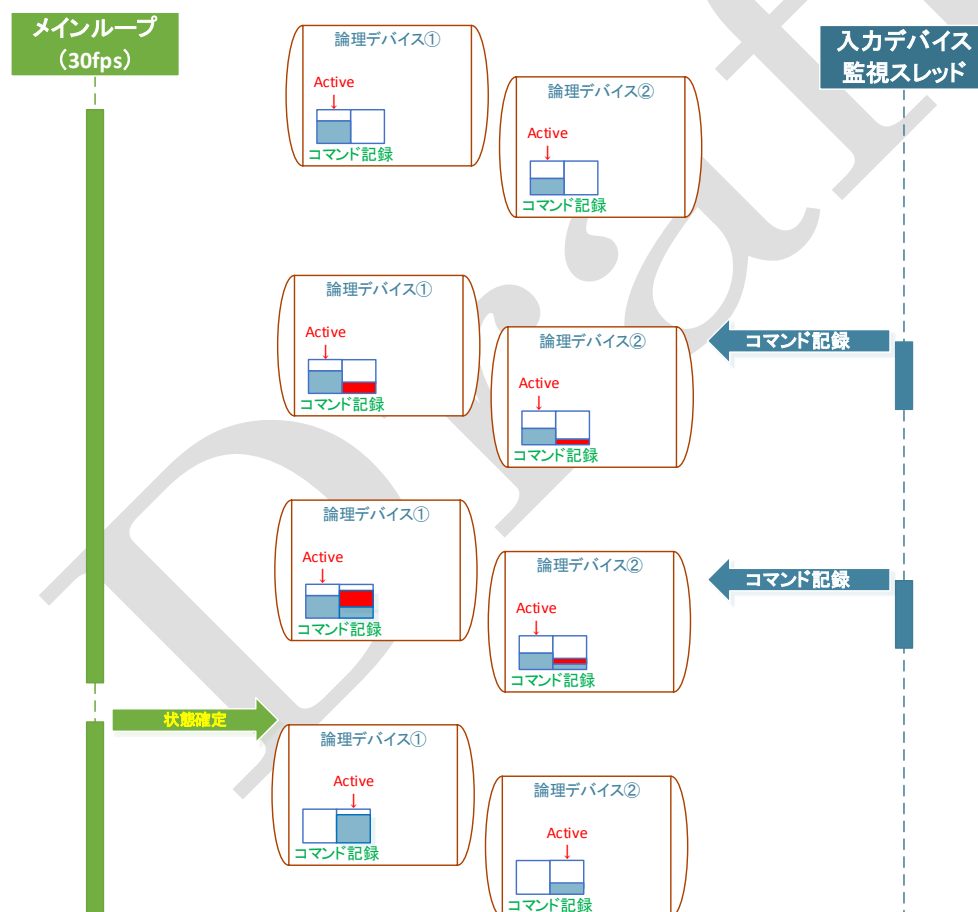 メインループ
（30fps）
入力デバイス
監視スレッド
論理デバイス①
Active
↓
コマンド記録
論理デバイス②
Active
↓
コマンド記録
論理デバイス①
Active
↓
コマンド記録
論理デバイス②
Active
↓
コマンド記録
コマンド記録
論理デバイス①
Active
↓
コマンド記録
論理デバイス②
Active
↓
コマンド記録
コマンド記録
状態確定
論理デバイス①
Active
↓
コマンド記録
論理デバイス②
Active
↓
コマンド記録
Draft